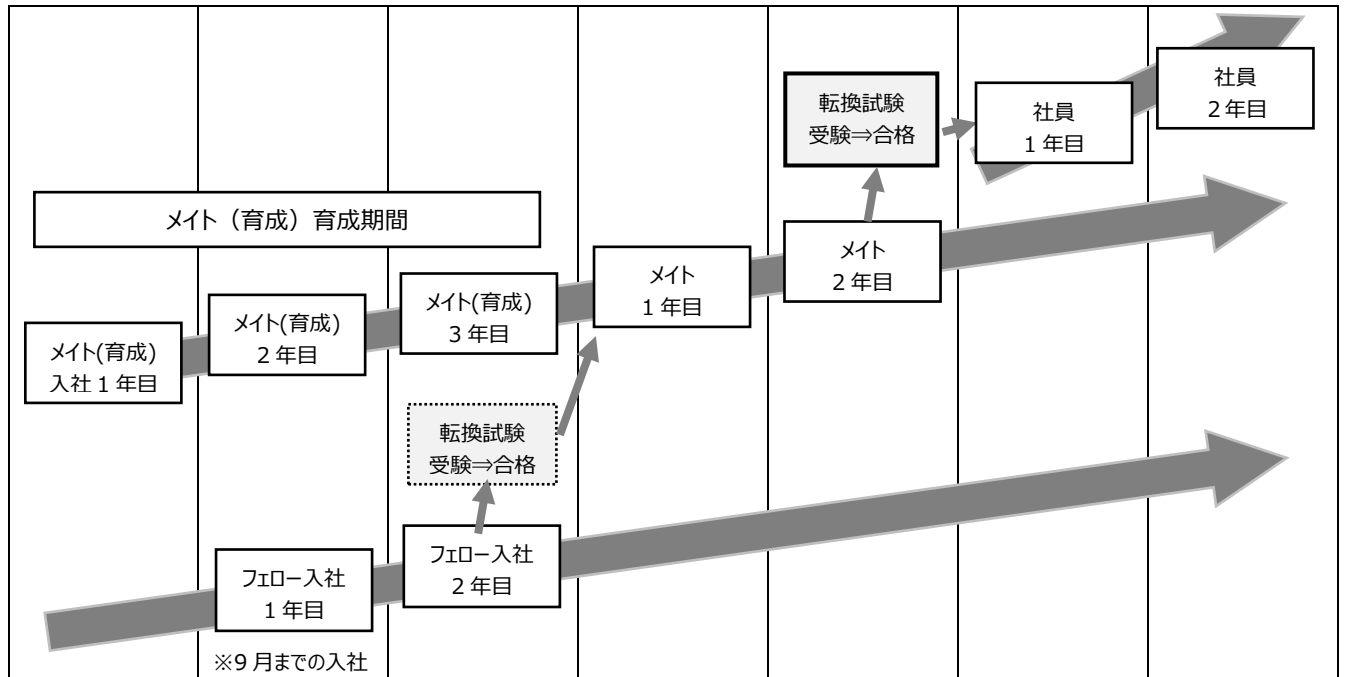 転換試験
受験⇒合格
社員
1年目
社員
2年目
メイト（育成）育成期間
メイト(育成)
入社1年目
メイト(育成)
2年目
メイト(育成)
3年目
メイト
1年目
メイト
2年目
転換試験
受験⇒合格
フェロー入社
1年目
※9月までの入社
フェロー入社
2年目